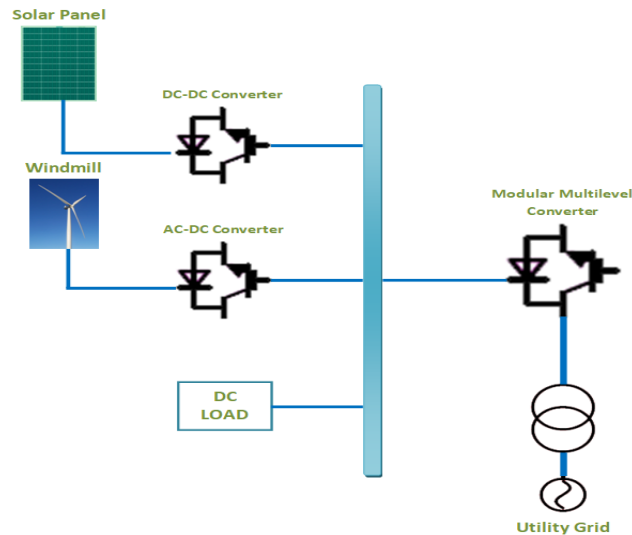 Solar Panel
DC-DC Converter
Windmill
Modular Multilevel
Converter
AC-DC Converter
DC
LOAD
Utility Grid